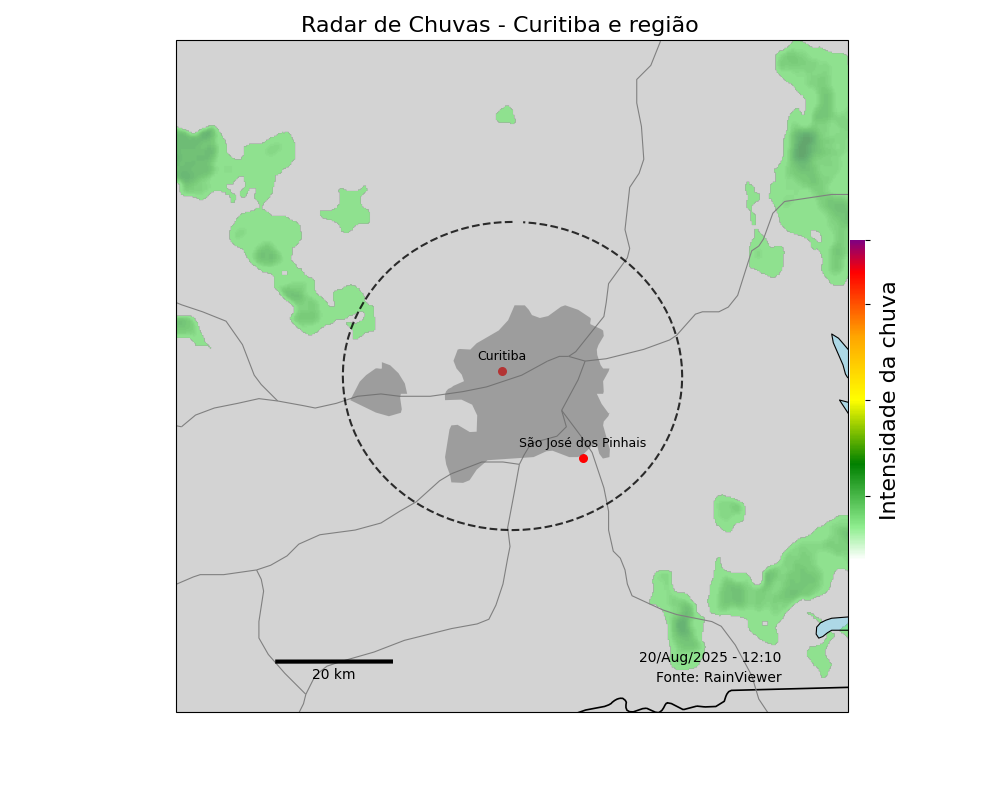 Radar de Chuvas - Curitiba e região
Curitiba
São José dos Pinhais
Intensidade da chuva
20 km
20/Aug/2025 - 12:10
Fonte: RainViewer